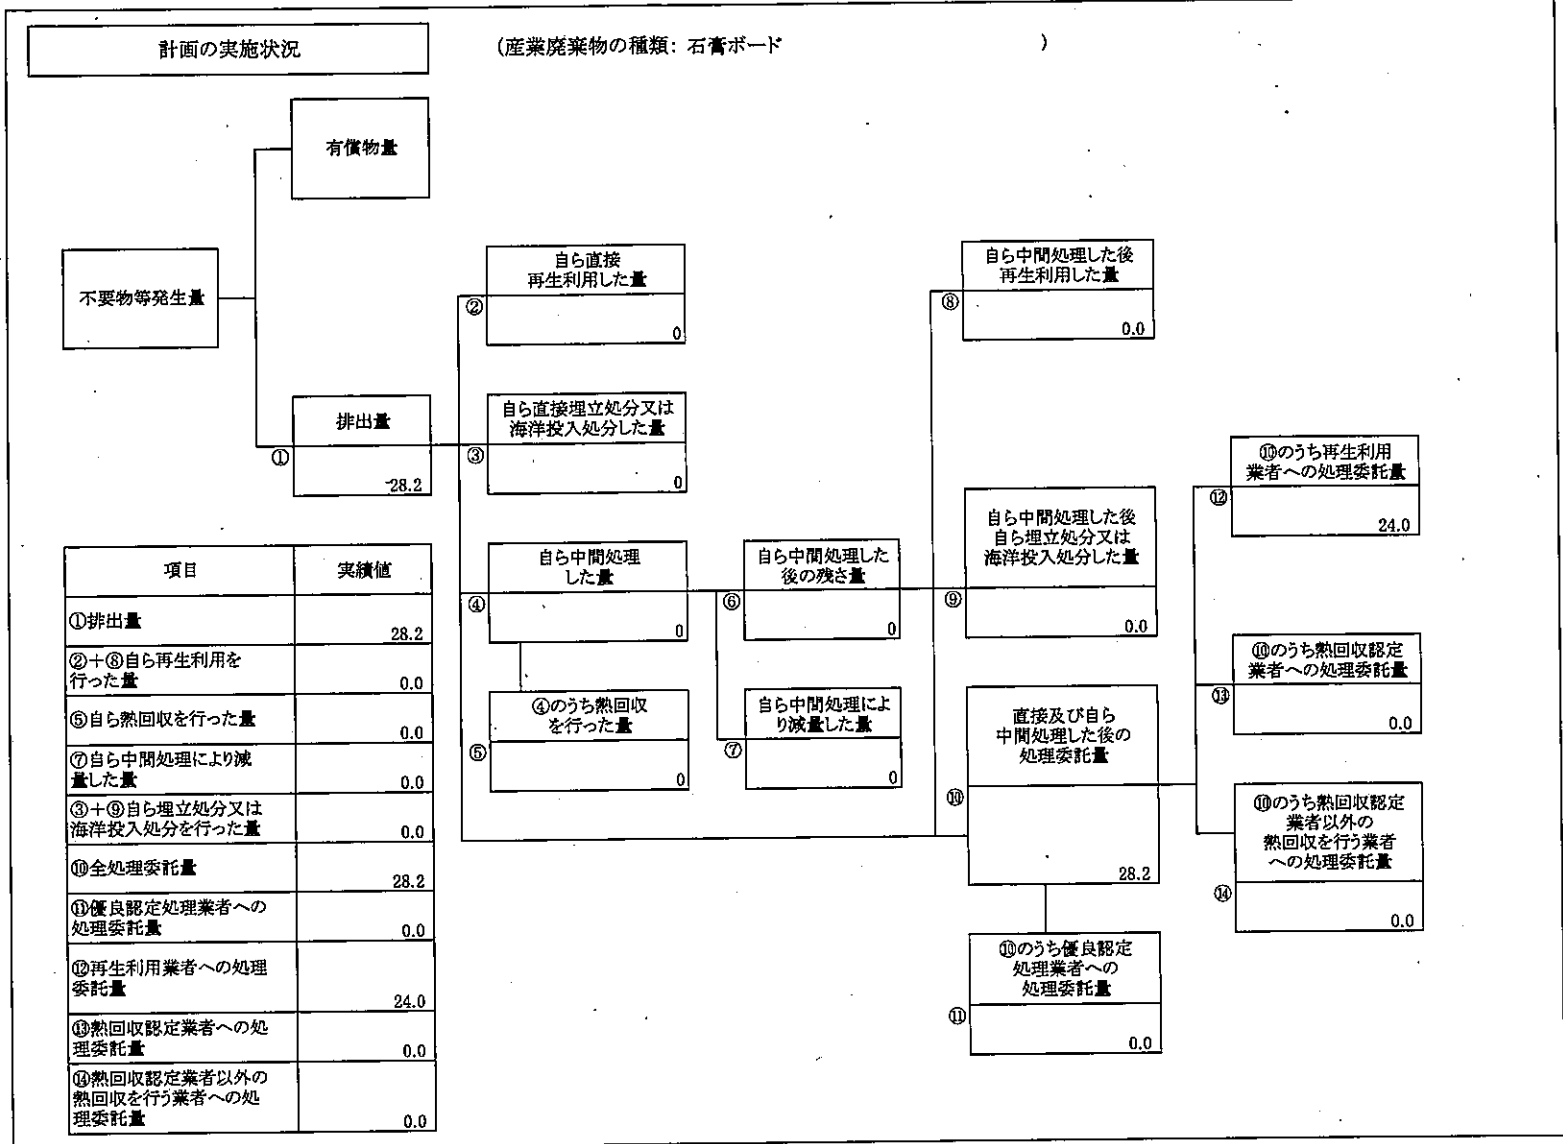 計画の実施状況
(産業廃棄物の種類: 石膏ボード )
有償物量
不要物等発生量
① 排出量
28.2
② 自ら直接
再生利用した量
0
③ 自ら直接埋立処分又は
海洋投入処分した量
0
④ 自ら中間処理
した量
0
⑤ ④のうち熱回収
を行った量
0
⑥ 自ら中間処理した
後の残さ量
0
⑦ 自ら中間処理によ
り減量した量
0
⑧ 自ら中間処理した後
再生利用した量
0.0
⑨ 自ら中間処理した後
自ら埋立処分又は
海洋投入処分した量
0.0
⑩ 直接及び自ら
中間処理した後の
処理委託量
28.2
⑪ ⑩のうち優良認定
処理業者への
処理委託量
0.0
⑫ ⑩のうち再生利用
業者への処理委託量
24.0
⑬ ⑩のうち熱回収認定
業者への処理委託量
0.0
⑭ ⑩のうち熱回収認定
業者以外の
熱回収を行う業者
への処理委託量
0.0
項目 実績値
①排出量 28.2
②+⑧自ら再生利用を
行った量 0.0
⑤自ら熱回収を行った量 0.0
⑦自ら中間処理により減
量した量 0.0
③+⑨自ら埋立処分又は
海洋投入処分を行った量 0.0
⑩全処理委託量 28.2
⑪優良認定処理業者への
処理委託量 0.0
⑫再生利用業者への処理
委託量 24.0
⑬熱回収認定業者への処
理委託量 0.0
⑭熱回収認定業者以外の
熱回収を行う業者への処
理委託量 0.0